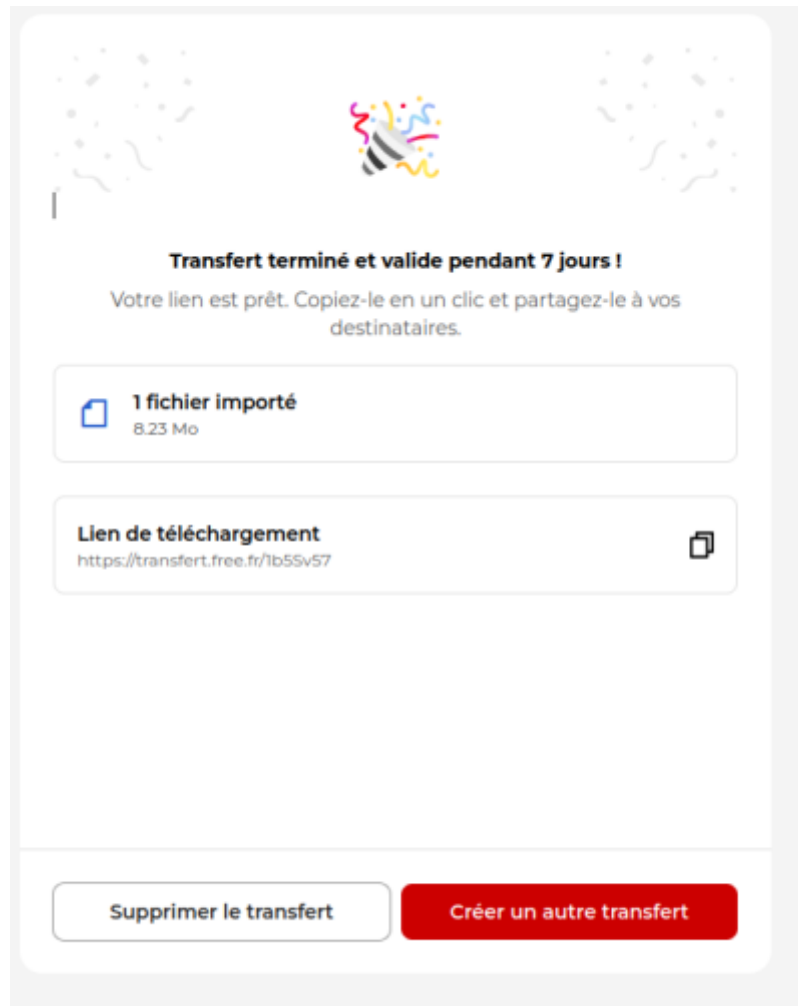 Transfert terminé et valide pendant 7 jours !
Votre lien est prêt. Copiez-le en un clic et partagez-le à vos
destinataires.
1 fichier importé
8.23 Mo
Lien de téléchargement
https://transfert.free.fr/1b5Sv57
Supprimer le transfert
Créer un autre transfert